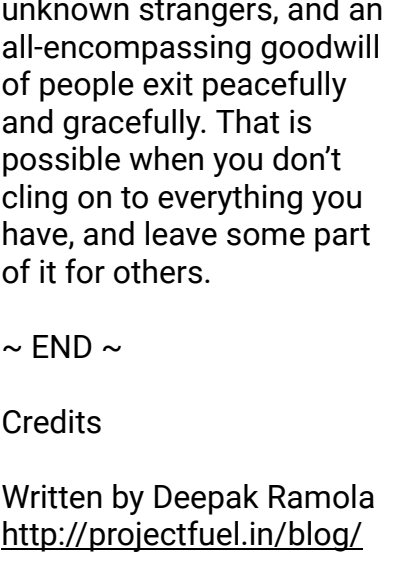 unknown strangers, and an
all-encompassing goodwill
of people exit peacefully
and gracefully. That is
possible when you don’t
cling on to everything you
have, and leave some part
of it for others.
~ END ~
Credits
Written by Deepak Ramola
http://projectfuel.in/blog/